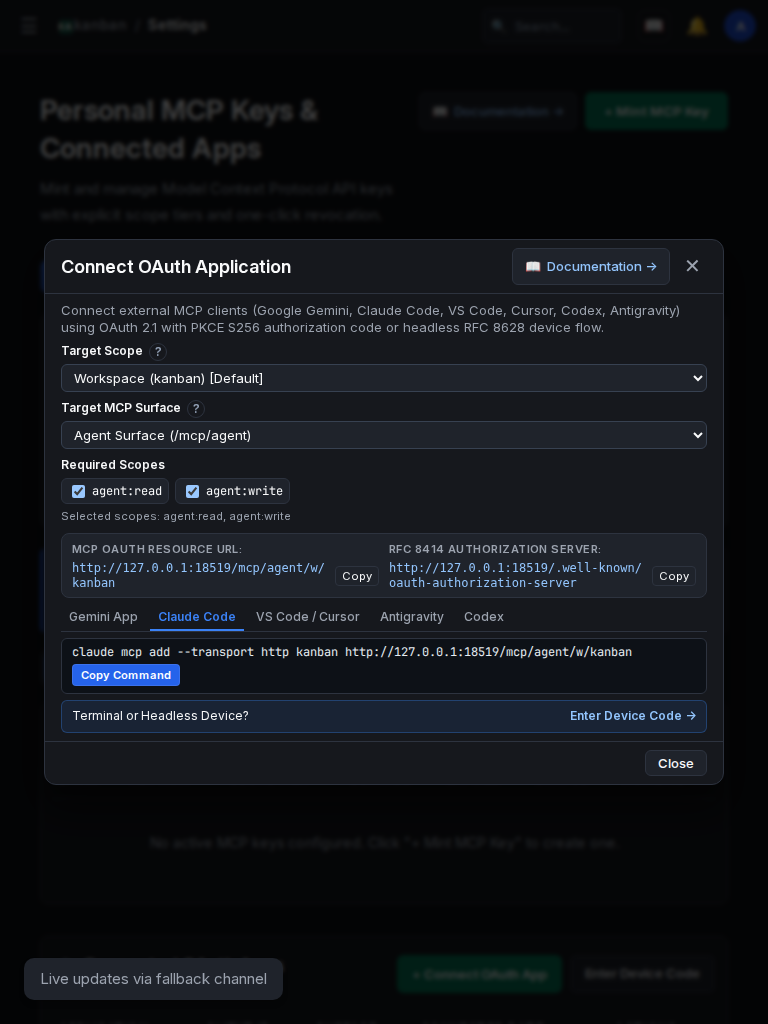 kanban / Settings
Search...
Personal MCP Keys &
Connected Apps
📖 Documentation →
+ Mint MCP Key
Mint and manage Model Context Protocol API keys
with explicit scope tiers and one-click revocation.
Connect OAuth Application
📖 Documentation →
✕
Connect external MCP clients (Google Gemini, Claude Code, VS Code, Cursor, Codex, Antigravity)
using OAuth 2.1 with PKCE S256 authorization code or headless RFC 8628 device flow.
Target Scope ?
Workspace (kanban) [Default]
Target MCP Surface ?
Agent Surface (/mcp/agent)
Required Scopes
agent:read agent:write
Selected scopes: agent:read, agent:write
MCP OAUTH RESOURCE URL:
http://127.0.0.1:18519/mcp/agent/w/
kanban
Copy
RFC 8414 AUTHORIZATION SERVER:
http://127.0.0.1:18519/.well-known/
oauth-authorization-server
Copy
Gemini App Claude Code VS Code / Cursor Antigravity Codex
claude mcp add --transport http kanban http://127.0.0.1:18519/mcp/agent/w/kanban
Copy Command
Terminal or Headless Device?
Enter Device Code →
Close
No active MCP keys configured. Click "+ Mint MCP Key" to create one.
+ Connect OAuth App
Enter Device Code
Live updates via fallback channel